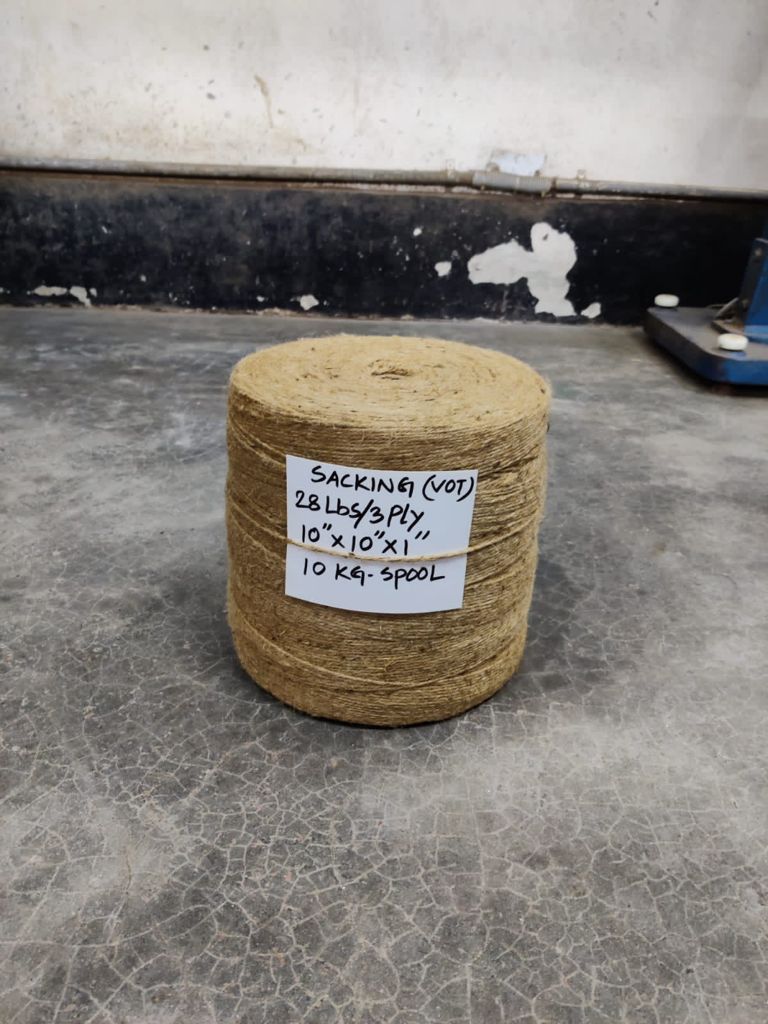 SACKING (VOT)
28 Lbs/3 Ply
10"x10"x1"
10 KG- SPOOL